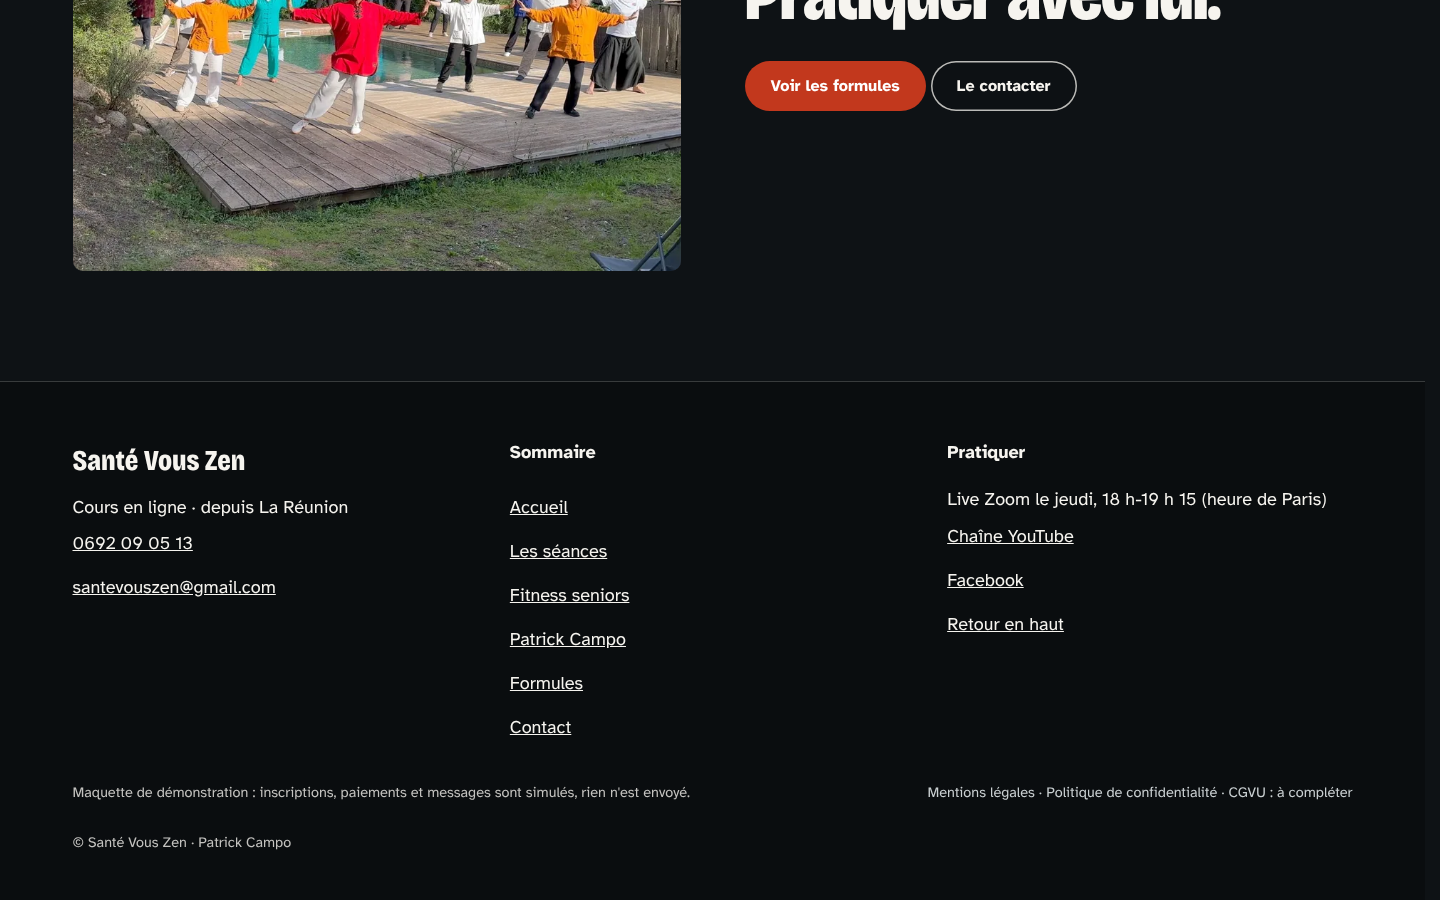 Pratiquer avec lui.
Voir les formules
Le contacter
Santé Vous Zen
Cours en ligne · depuis La Réunion
0692 09 05 13
santevouszen@gmail.com
Sommaire
Accueil
Les séances
Fitness seniors
Patrick Campo
Formules
Contact
Pratiquer
Live Zoom le jeudi, 18 h-19 h 15 (heure de Paris)
Chaîne YouTube
Facebook
Retour en haut
Maquette de démonstration : inscriptions, paiements et messages sont simulés, rien n'est envoyé.
Mentions légales · Politique de confidentialité · CGVU : à compléter
© Santé Vous Zen · Patrick Campo